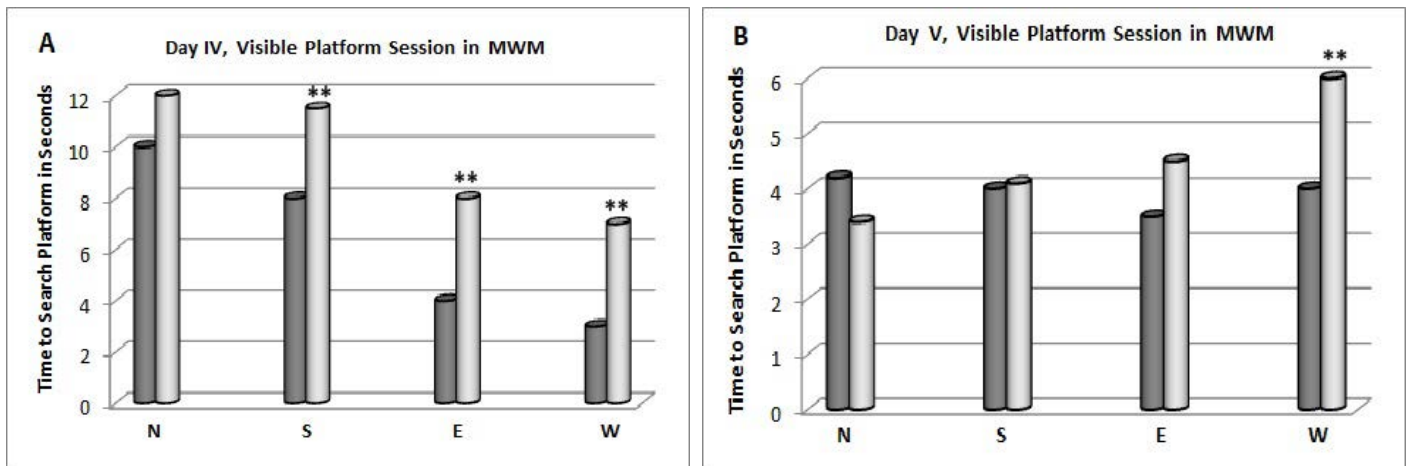 A
Day IV, Visible Platform Session in MWM
Time to Search Platform in Seconds
12
10
8
6
4
2
0
**
**
**
N S E W
B
Day V, Visible Platform Session in MWM
Time to Search Platform in Seconds
6
5
4
3
2
1
0
**
N S E W